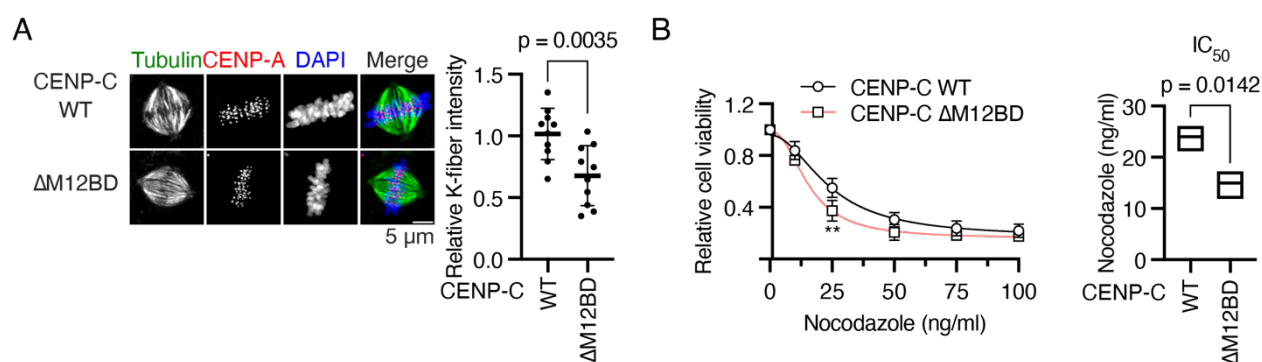 A
Tubulin CENP-A DAPI Merge
CENP-C
WT
ΔM12BD
5 μm
p = 0.0035
Relative K-fiber intensity
1.5
1.0
0.5
0.0
CENP-C
WT
ΔM12BD
B
CENP-C WT
CENP-C ΔM12BD
Relative cell viability
1.2
0.8
0.4
**
0 25 50 75 100
Nocodazole (ng/ml)
IC50
p = 0.0142
Nocodazole (ng/ml)
30
20
10
0
CENP-C
WT
ΔM12BD